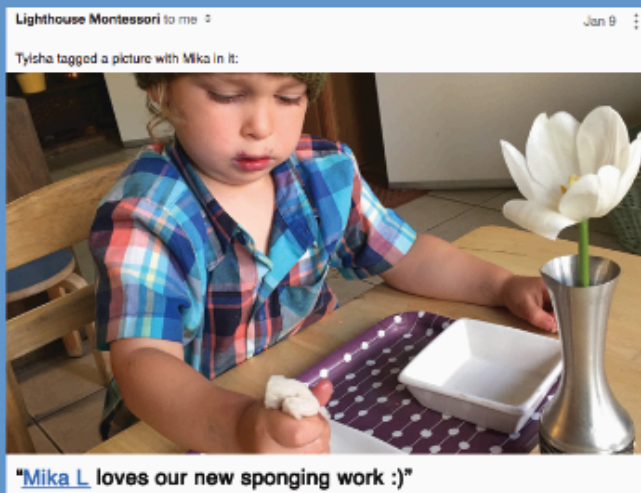 Lighthouse Montessori to me
Jan 9
Tyisha tagged a picture with Mika in it:
“Mika L loves our new sponging work :)”